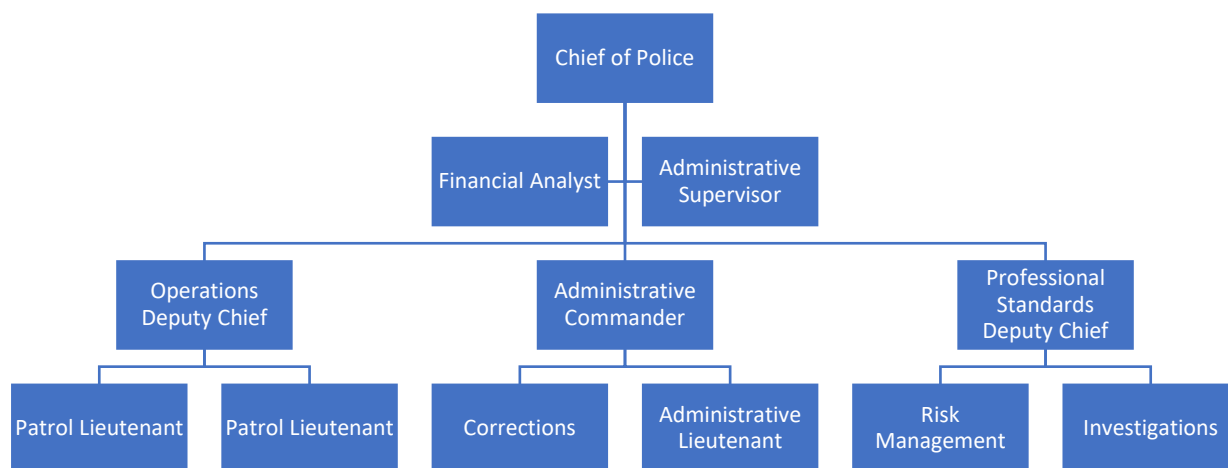 Chief of Police
Financial Analyst
Administrative
Supervisor
Operations
Deputy Chief
Administrative
Commander
Professional
Standards
Deputy Chief
Patrol Lieutenant
Patrol Lieutenant
Corrections
Administrative
Lieutenant
Risk
Management
Investigations